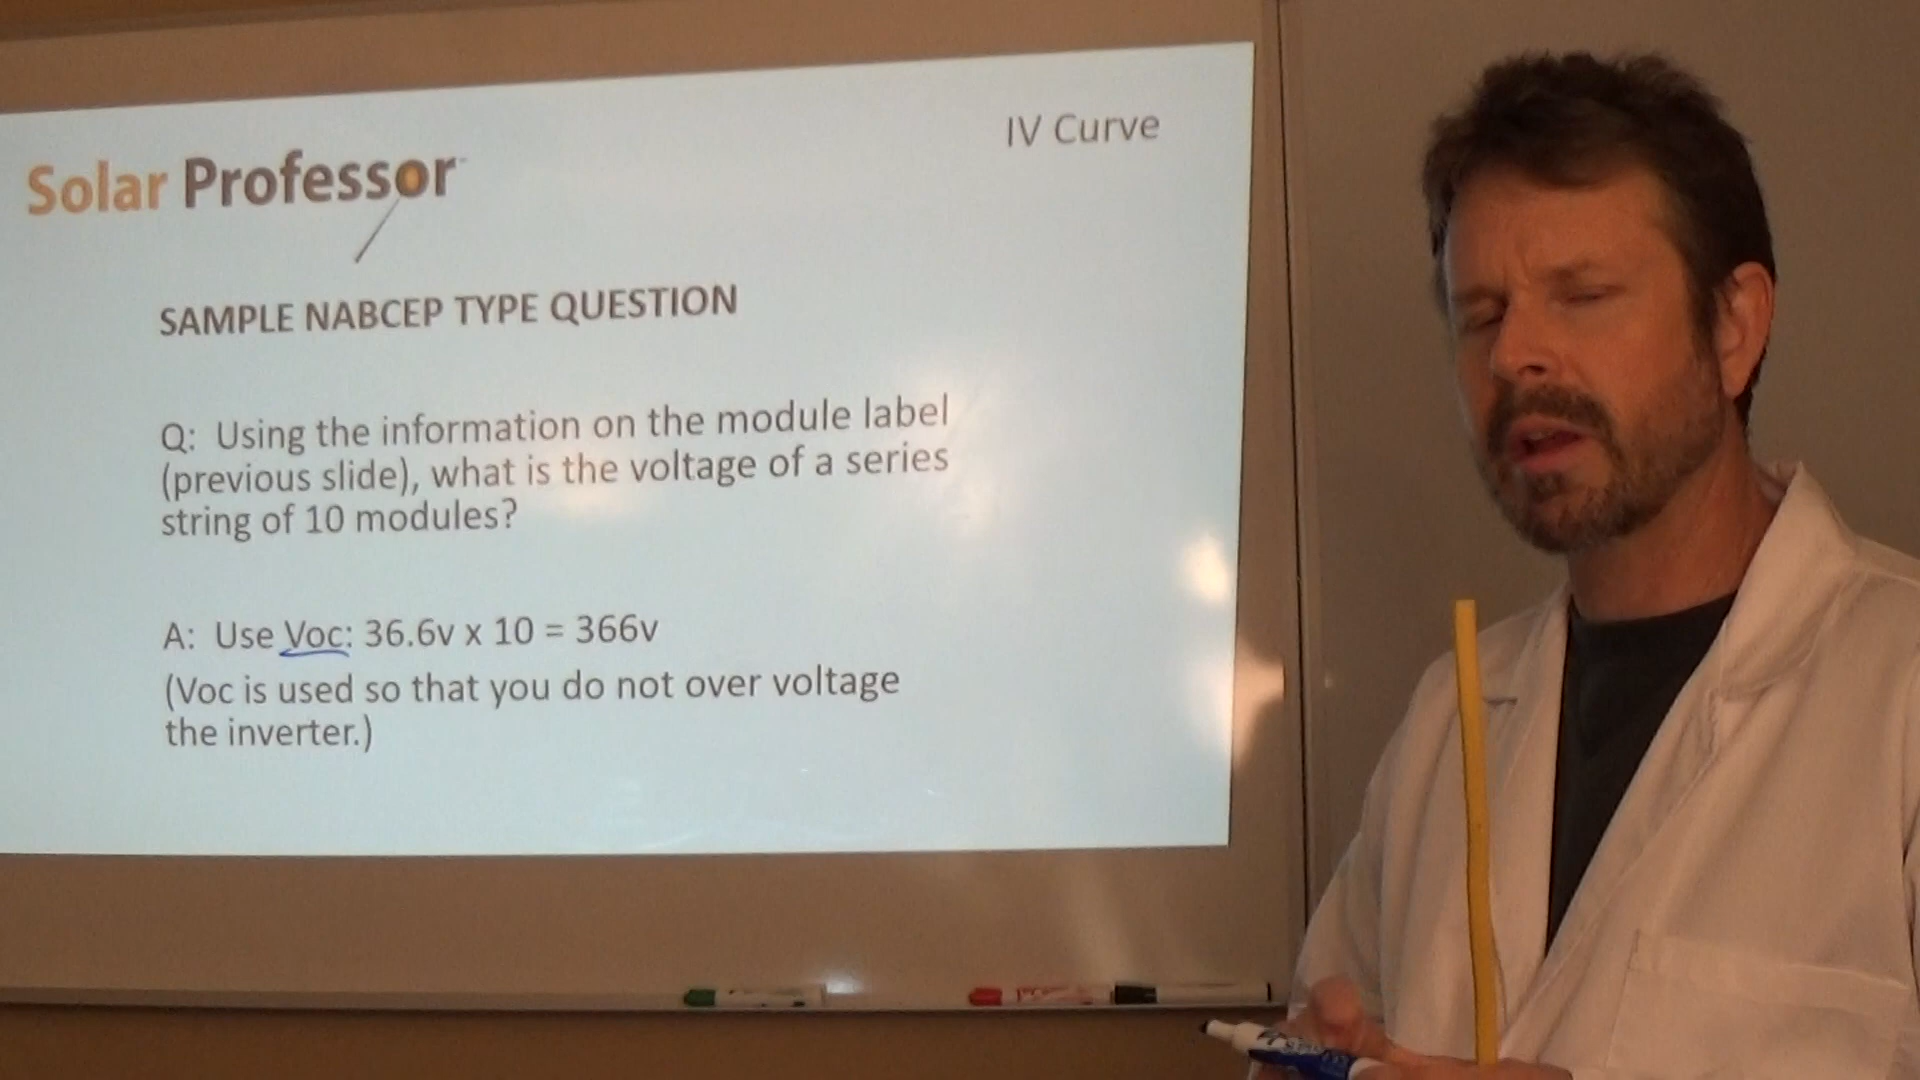 IV Curve
Solar Professor
SAMPLE NABCEP TYPE QUESTION
Q: Using the information on the module label
(previous slide), what is the voltage of a series
string of 10 modules?
A: Use Voc: 36.6v x 10 = 366v
(Voc is used so that you do not over voltage
the inverter.)